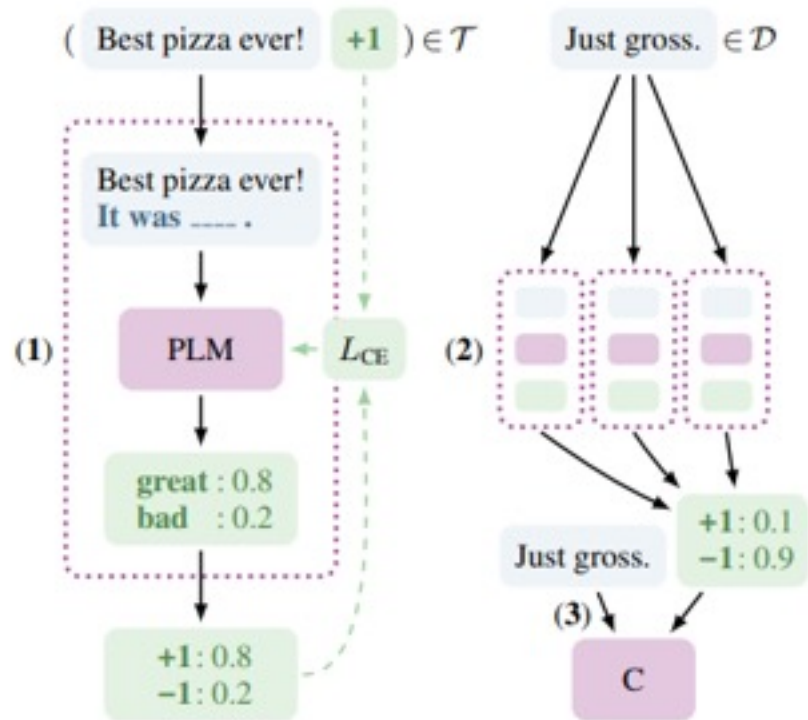 ( Best pizza ever! +1 ) ∈ 𝒯
Best pizza ever!
It was ____ .
(1)
PLM
L_CE
great : 0.8
bad : 0.2
+1: 0.8
−1: 0.2
Just gross. ∈ 𝒟
(2)
+1: 0.1
−1: 0.9
Just gross.
(3)
C